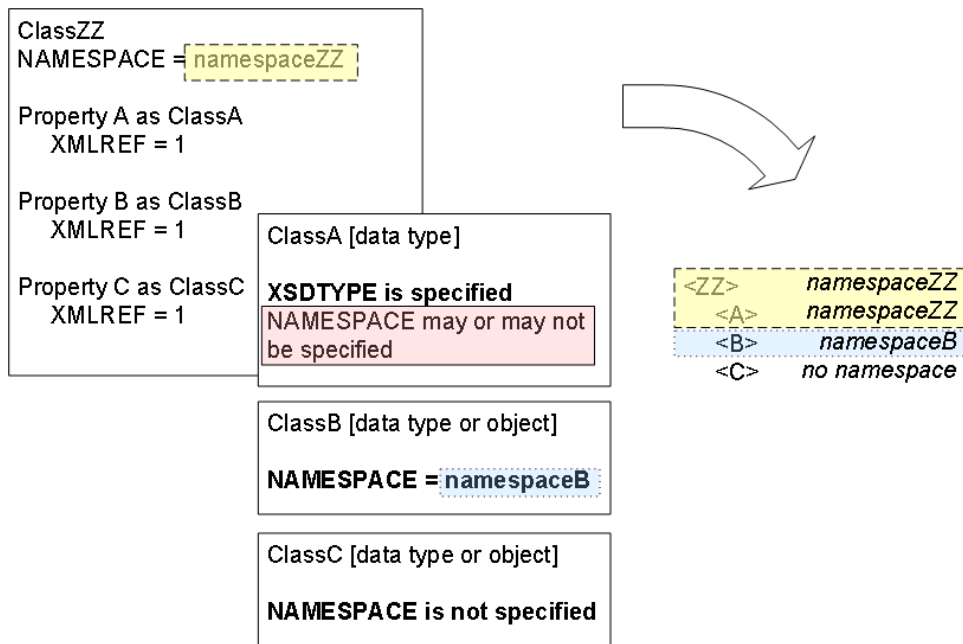 ClassZZ
NAMESPACE = namespaceZZ
Property A as ClassA
XMLREF = 1
Property B as ClassB
XMLREF = 1
Property C as ClassC
XMLREF = 1
ClassA [data type]
XSDTYPE is specified
NAMESPACE may or may not
be specified
ClassB [data type or object]
NAMESPACE = namespaceB
ClassC [data type or object]
NAMESPACE is not specified
<ZZ> namespaceZZ
<A> namespaceZZ
<B> namespaceB
<C> no namespace